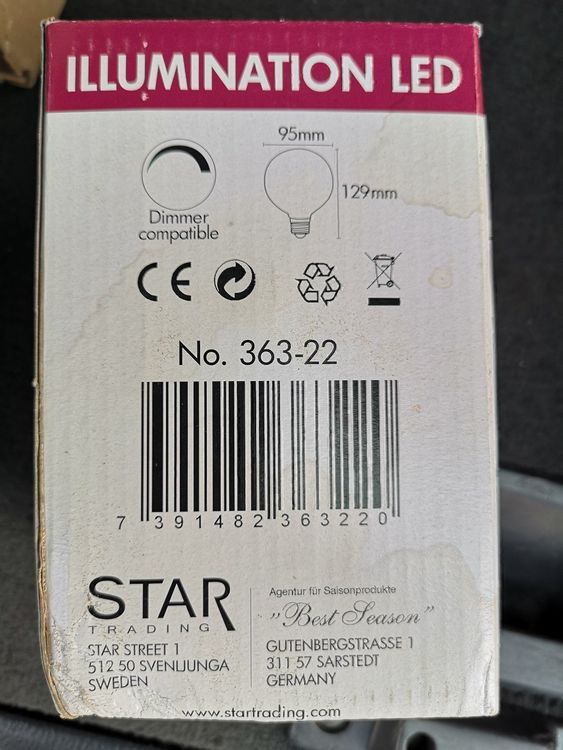 ILLUMINATION LED
95mm
129mm
Dimmer
compatible
CE
No. 363-22
7 391482 363220
STAR
TRADING
STAR STREET 1
512 50 SVENLJUNGA
SWEDEN
Agentur für Saisonprodukte
„Best Season"
GUTENBERGSTRASSE 1
311 57 SARSTEDT
GERMANY
www.startrading.com